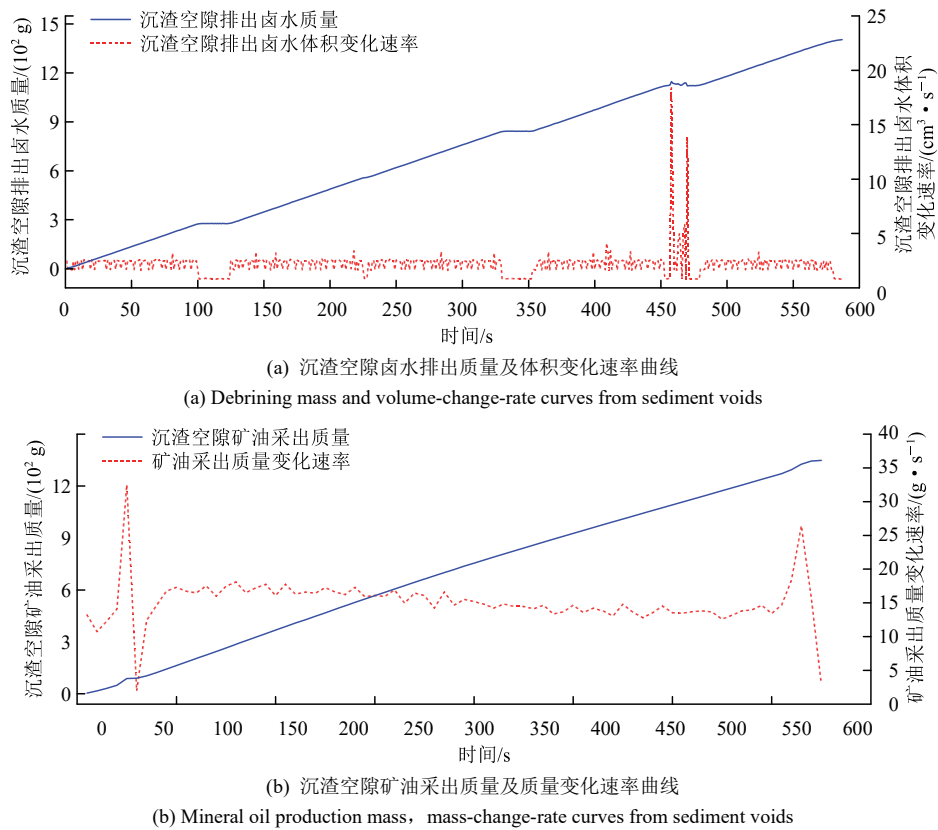 沉渣空隙排出卤水质量
沉渣空隙排出卤水体积变化速率
沉渣空隙排出卤水质量/(10² g)
15
12
9
6
3
0
25
20
15
10
5
0
沉渣空隙排出卤水体积
变化速率/(cm³·s⁻¹)
0 50 100 150 200 250 300 350 400 450 500 550 600
时间/s
(a) 沉渣空隙卤水排出质量及体积变化速率曲线
(a) Debrining mass and volume-change-rate curves from sediment voids
沉渣空隙矿油采出质量
矿油采出质量变化速率
沉渣空隙矿油采出质量/(10² g)
12
9
6
3
0
40
35
30
25
20
15
10
5
0
矿油采出质量变化速率/(g·s⁻¹)
0 50 100 150 200 250 300 350 400 450 500 550 600
时间/s
(b) 沉渣空隙矿油采出质量及质量变化速率曲线
(b) Mineral oil production mass，mass-change-rate curves from sediment voids